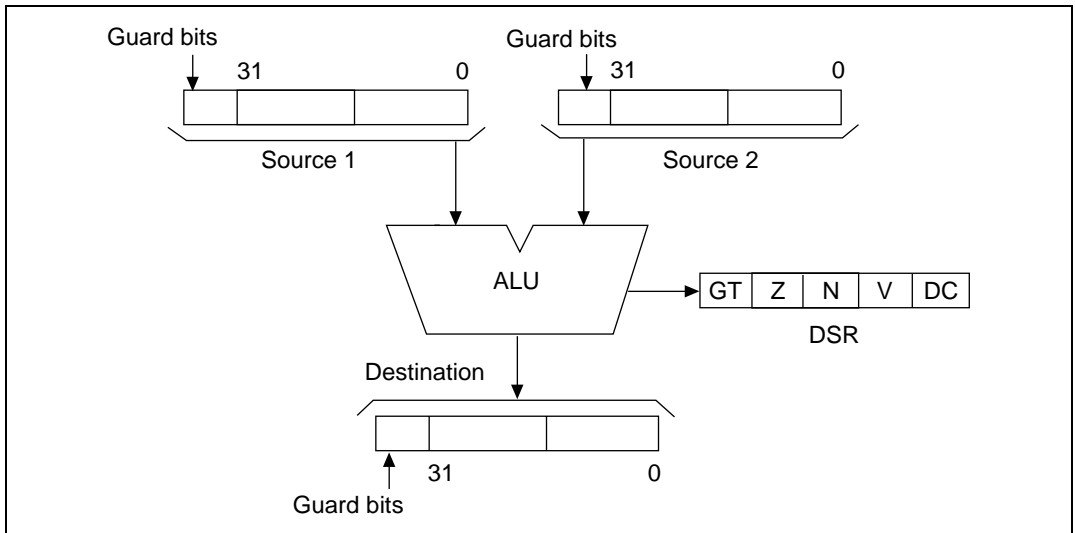 Guard bits
Guard bits
31 0
31 0
Source 1
Source 2
ALU
GT Z N V DC
DSR
Destination
31 0
Guard bits